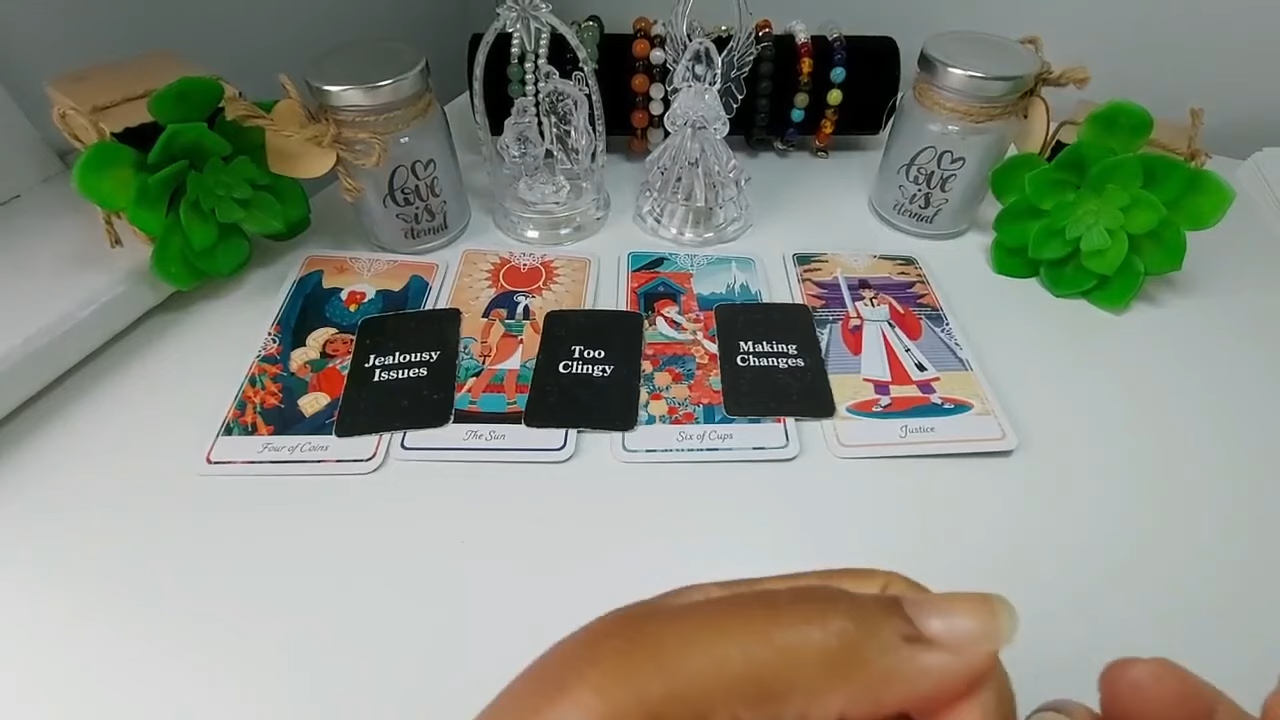 love
is
eternal
love
is
eternal
Jealousy
Issues
Too
Clingy
Making
Changes
Four of Coins
The Sun
Six of Cups
Justice